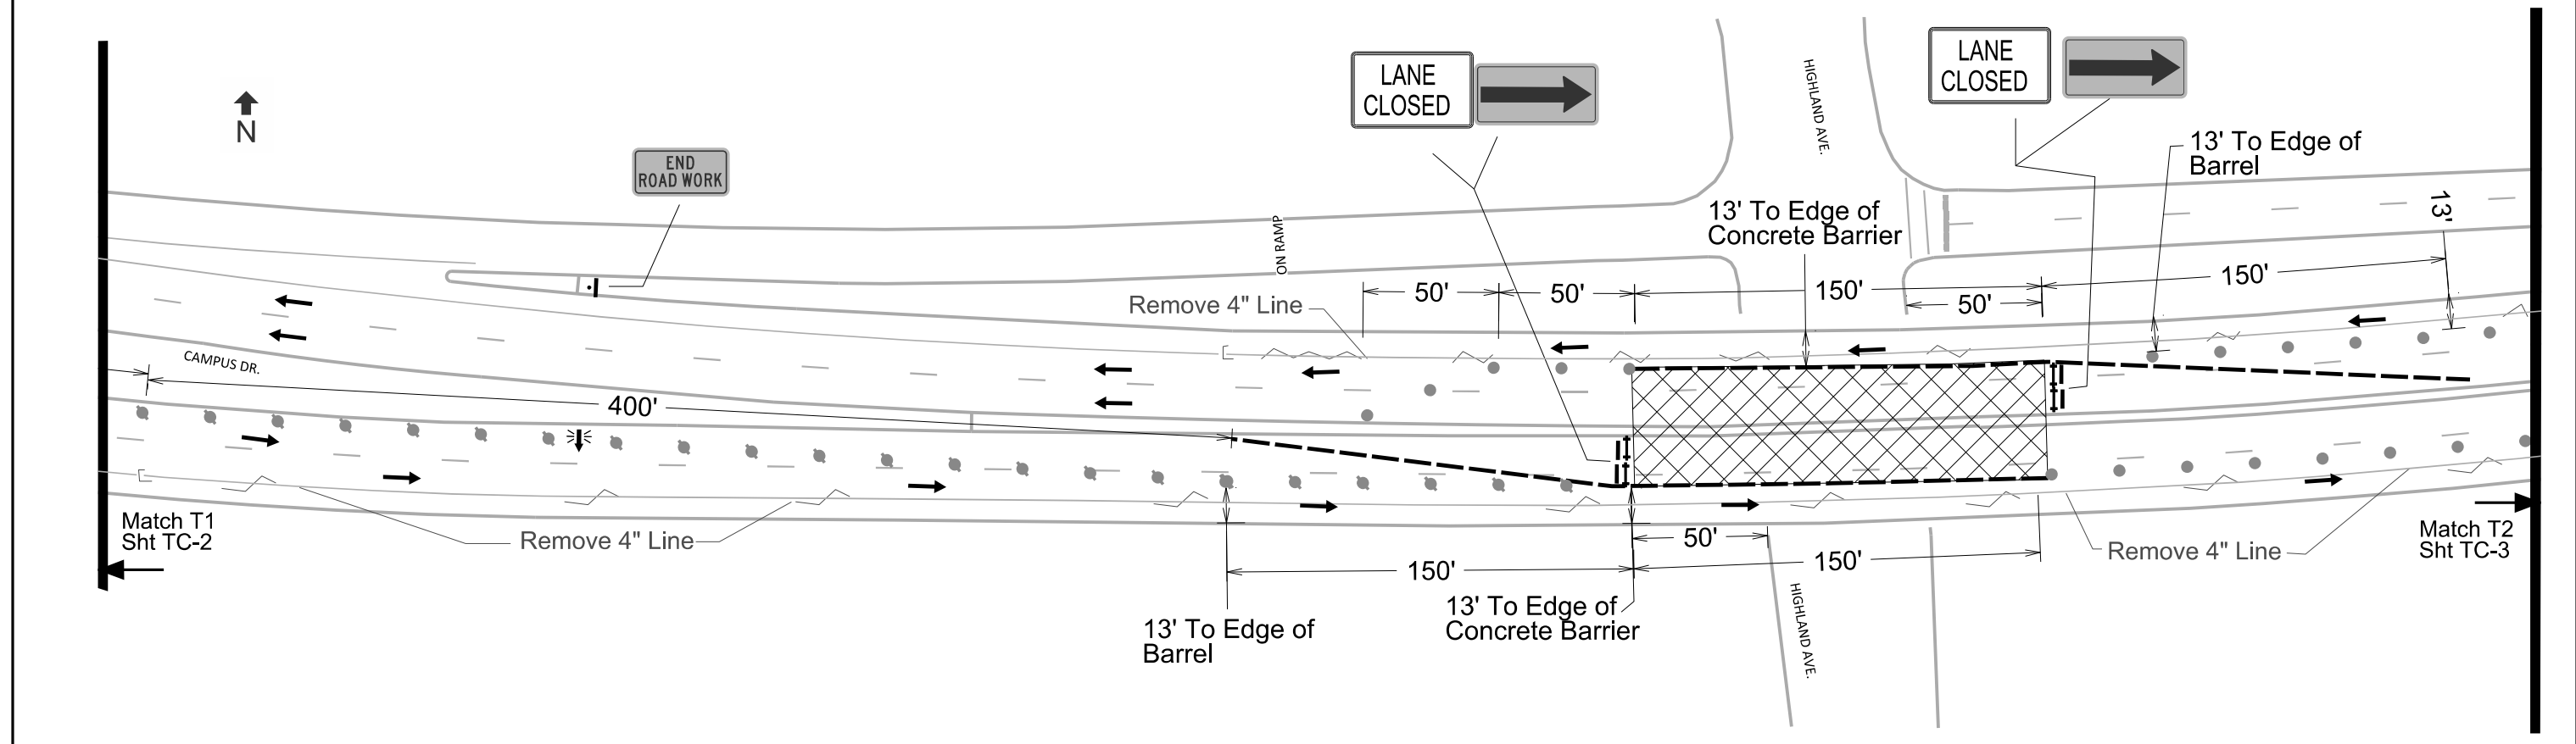 LANE
CLOSED
LANE
CLOSED
HIGHLAND AVE.
N
END
ROAD WORK
13' To Edge of
Barrel
13' To Edge of
Concrete Barrier
13'
ON RAMP
50'
50'
150'
50'
150'
Remove 4" Line
CAMPUS DR.
400'
Match T1
Sht TC-2
Remove 4" Line
50'
150'
150'
Remove 4" Line
Match T2
Sht TC-3
13' To Edge of
Barrel
13' To Edge of
Concrete Barrier
HIGHLAND AVE.